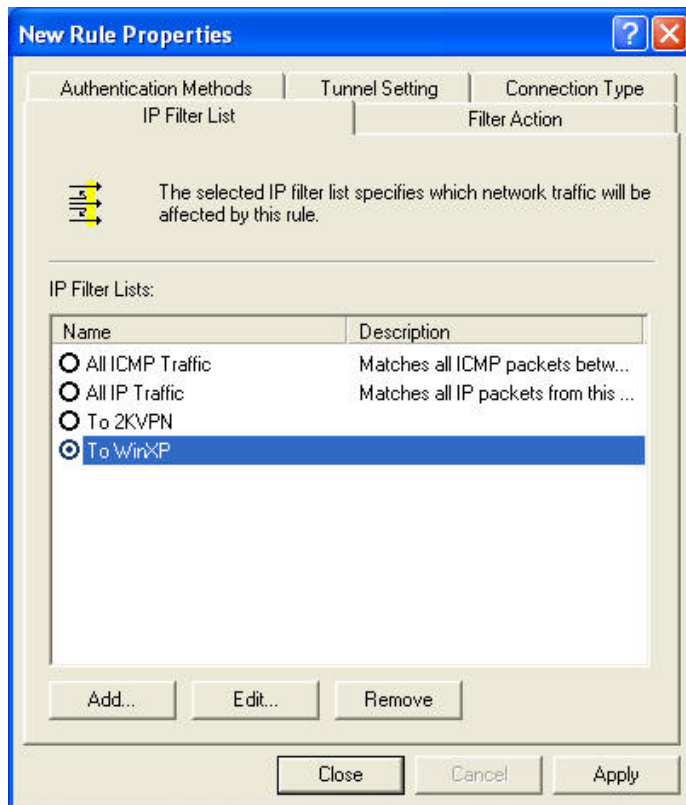 New Rule Properties
Authentication Methods Tunnel Setting Connection Type
IP Filter List Filter Action
The selected IP filter list specifies which network traffic will be
affected by this rule.
IP Filter Lists:
Name Description
All ICMP Traffic Matches all ICMP packets betw...
All IP Traffic Matches all IP packets from this ...
To 2KVPN
To WinXP
Add... Edit... Remove
Close Cancel Apply